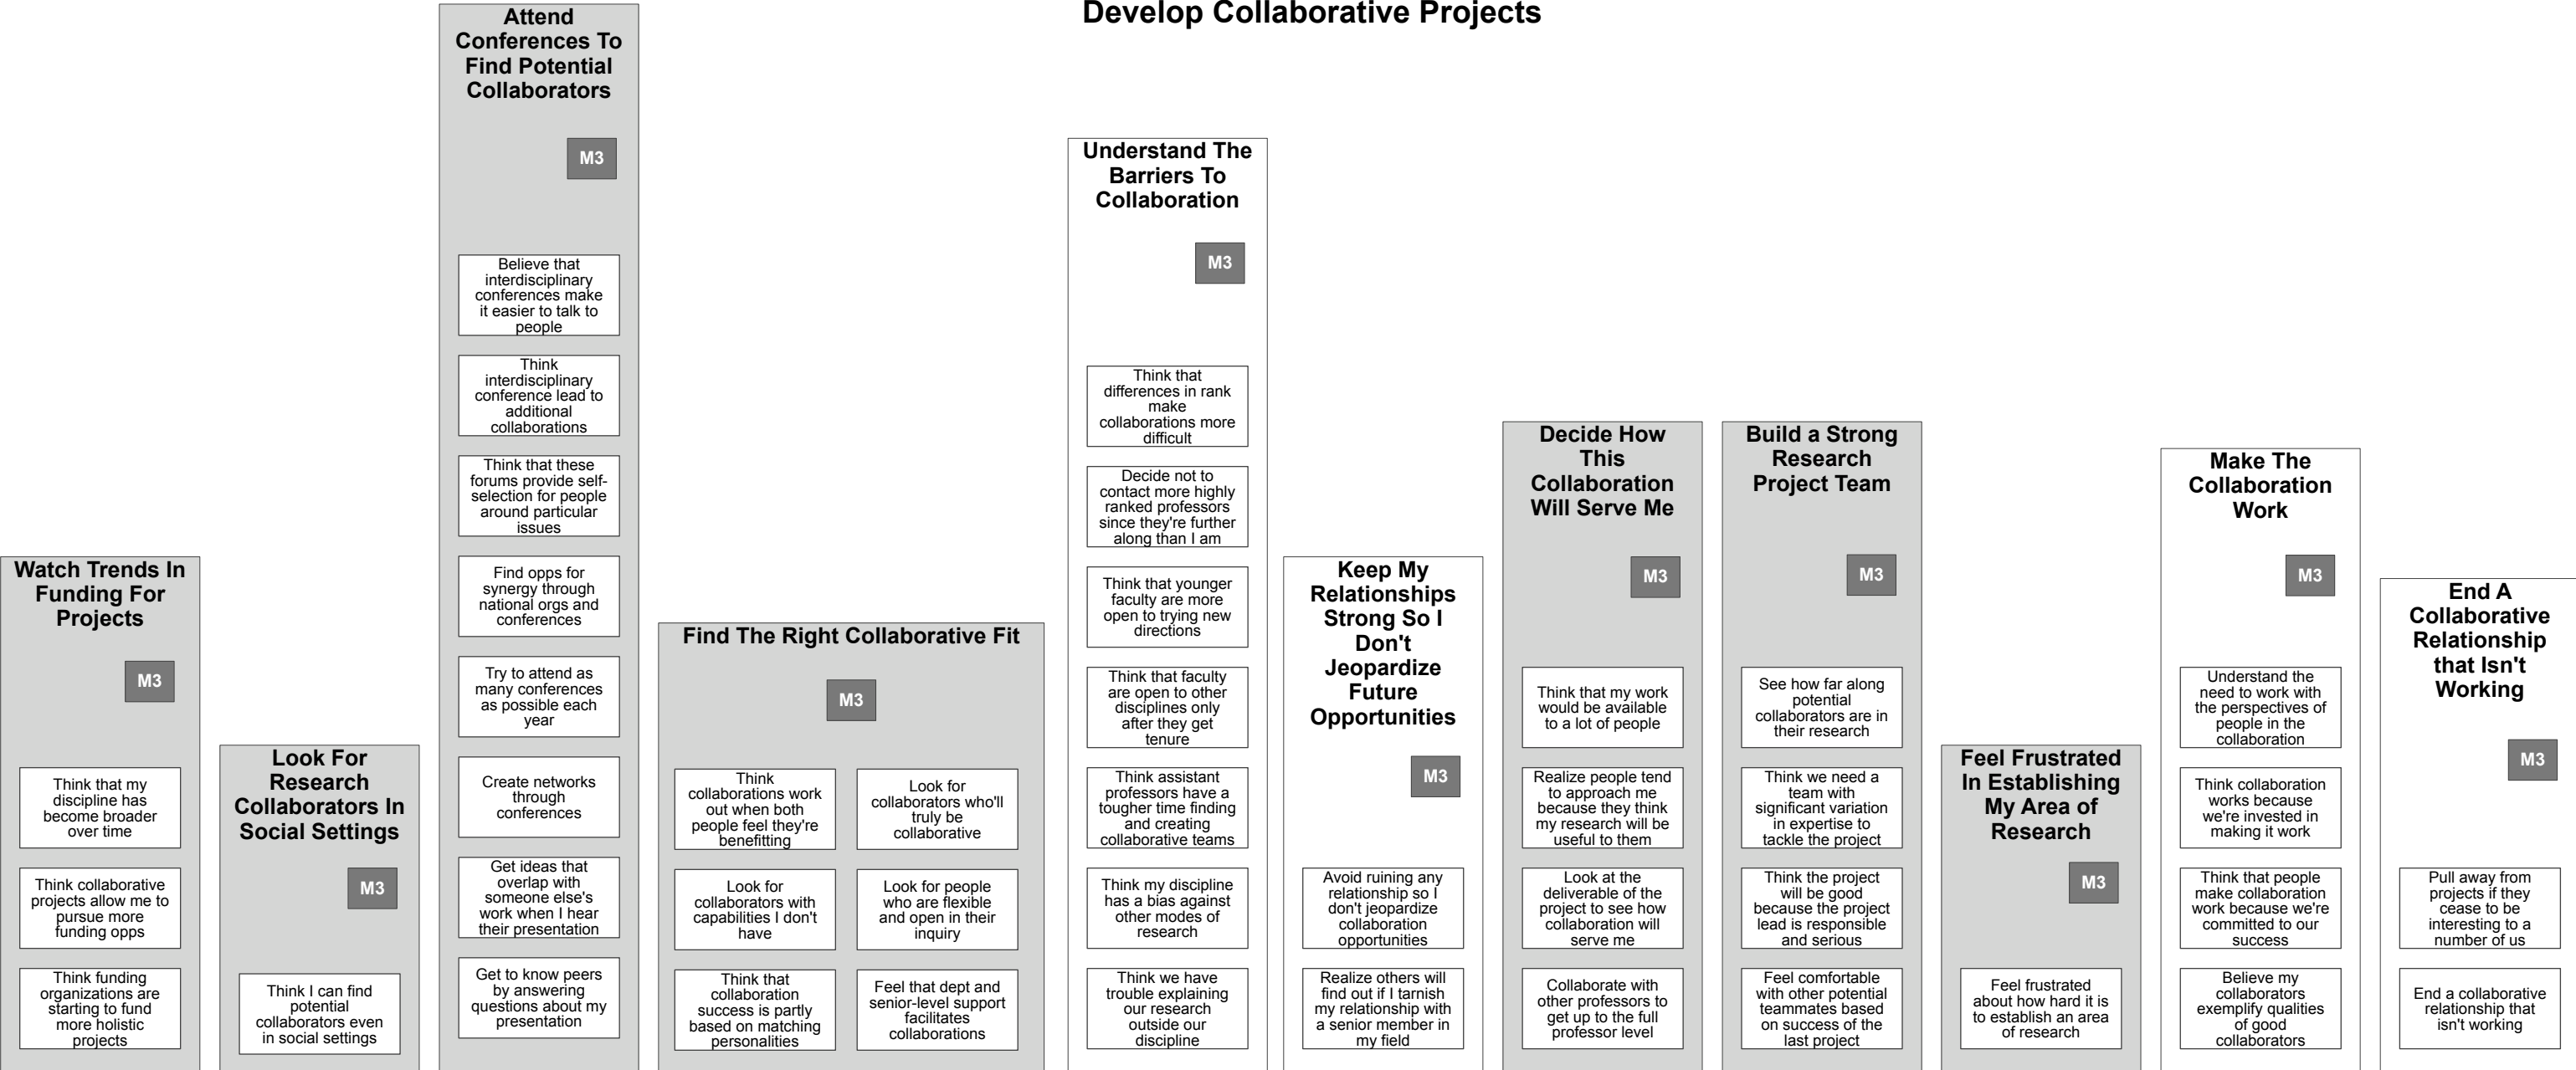 Develop Collaborative Projects
Watch Trends In
Funding For
Projects
M3
Think that my
discipline has
become broader
over time
Think collaborative
projects allow me to
pursue more
funding opps
Think funding
organizations are
starting to fund
more holistic
projects
Look For
Research
Collaborators In
Social Settings
M3
Think I can find
potential
collaborators even
in social settings
Attend
Conferences To
Find Potential
Collaborators
M3
Believe that
interdisciplinary
conferences make
it easier to talk to
people
Think
interdisciplinary
conference lead to
additional
collaborations
Think that these
forums provide self-
selection for people
around particular
issues
Find opps for
synergy through
national orgs and
conferences
Try to attend as
many conferences
as possible each
year
Create networks
through
conferences
Get ideas that
overlap with
someone else's
work when I hear
their presentation
Get to know peers
by answering
questions about my
presentation
Find The Right Collaborative Fit
M3
Think
collaborations work
out when both
people feel they're
benefitting
Look for
collaborators who'll
truly be
collaborative
Look for
collaborators with
capabilities I don't
have
Look for people
who are flexible
and open in their
inquiry
Think that
collaboration
success is partly
based on matching
personalities
Feel that dept and
senior-level support
facilitates
collaborations
Understand The
Barriers To
Collaboration
M3
Think that
differences in rank
make
collaborations more
difficult
Decide not to
contact more highly
ranked professors
since they're further
along than I am
Think that younger
faculty are more
open to trying new
directions
Think that faculty
are open to other
disciplines only
after they get
tenure
Think assistant
professors have a
tougher time finding
and creating
collaborative teams
Think my discipline
has a bias against
other modes of
research
Think we have
trouble explaining
our research
outside our
discipline
Keep My
Relationships
Strong So I
Don't
Jeopardize
Future
Opportunities
M3
Avoid ruining any
relationship so I
don't jeopardize
collaboration
opportunities
Realize others will
find out if I tarnish
my relationship with
a senior member in
my field
Decide How
This
Collaboration
Will Serve Me
M3
Think that my work
would be available
to a lot of people
Realize people tend
to approach me
because they think
my research will be
useful to them
Look at the
deliverable of the
project to see how
collaboration will
serve me
Collaborate with
other professors to
get up to the full
professor level
Build a Strong
Research
Project Team
M3
See how far along
potential
collaborators are in
their research
Think we need a
team with
significant variation
in expertise to
tackle the project
Think the project
will be good
because the project
lead is responsible
and serious
Feel comfortable
with other potential
teammates based
on success of the
last project
Feel Frustrated
In Establishing
My Area of
Research
M3
Feel frustrated
about how hard it is
to establish an area
of research
Make The
Collaboration
Work
M3
Understand the
need to work with
the perspectives of
people in the
collaboration
Think collaboration
works because
we're invested in
making it work
Think that people
make collaboration
work because we're
committed to our
success
Believe my
collaborators
exemplify qualities
of good
collaborators
End A
Collaborative
Relationship
that Isn't
Working
M3
Pull away from
projects if they
cease to be
interesting to a
number of us
End a collaborative
relationship that
isn't working